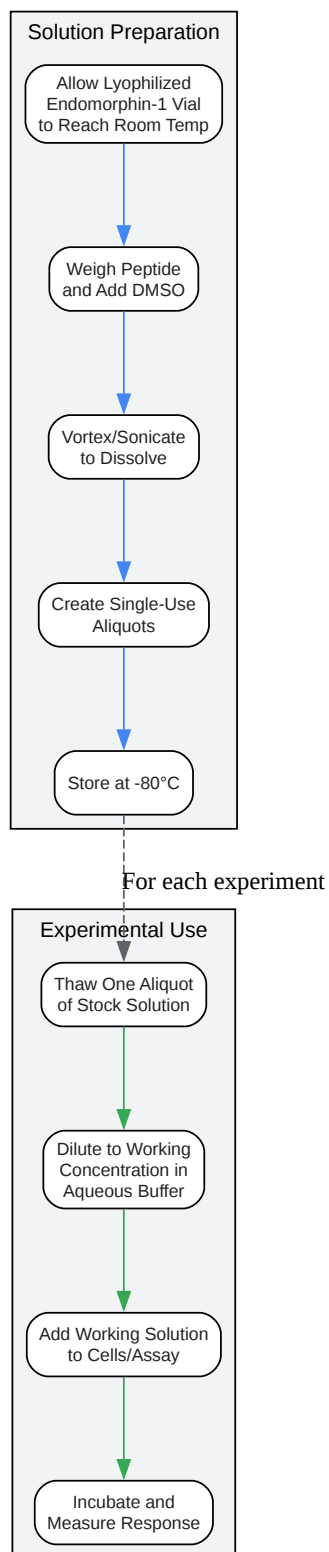 Solution Preparation
Allow Lyophilized
Endomorphin-1 Vial
to Reach Room Temp
Weigh Peptide
and Add DMSO
Vortex/Sonicate
to Dissolve
Create Single-Use
Aliquots
Store at -80°C
For each experiment
Experimental Use
Thaw One Aliquot
of Stock Solution
Dilute to Working
Concentration in
Aqueous Buffer
Add Working Solution
to Cells/Assay
Incubate and
Measure Response